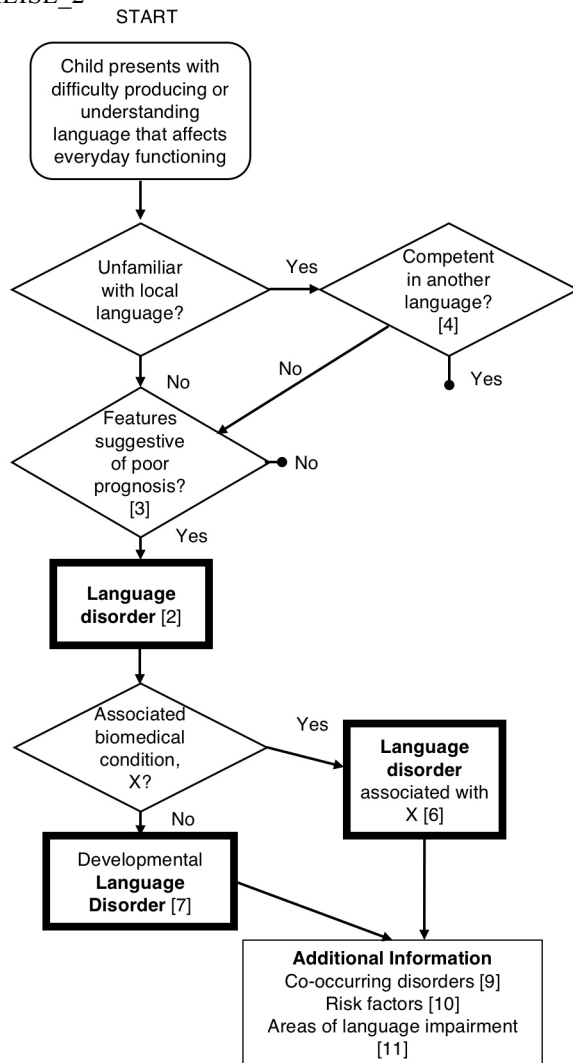 START
Child presents with
difficulty producing or
understanding
language that affects
everyday functioning
Unfamiliar
with local
language?
Yes
Competent
in another
language?
[4]
No
No
Yes
Features
suggestive
of poor
prognosis?
[3]
No
Yes
Language
disorder [2]
Associated
biomedical
condition,
X?
Yes
Language
disorder
associated with
X [6]
No
Developmental
Language
Disorder [7]
Additional Information
Co-occurring disorders [9]
Risk factors [10]
Areas of language impairment
[11]